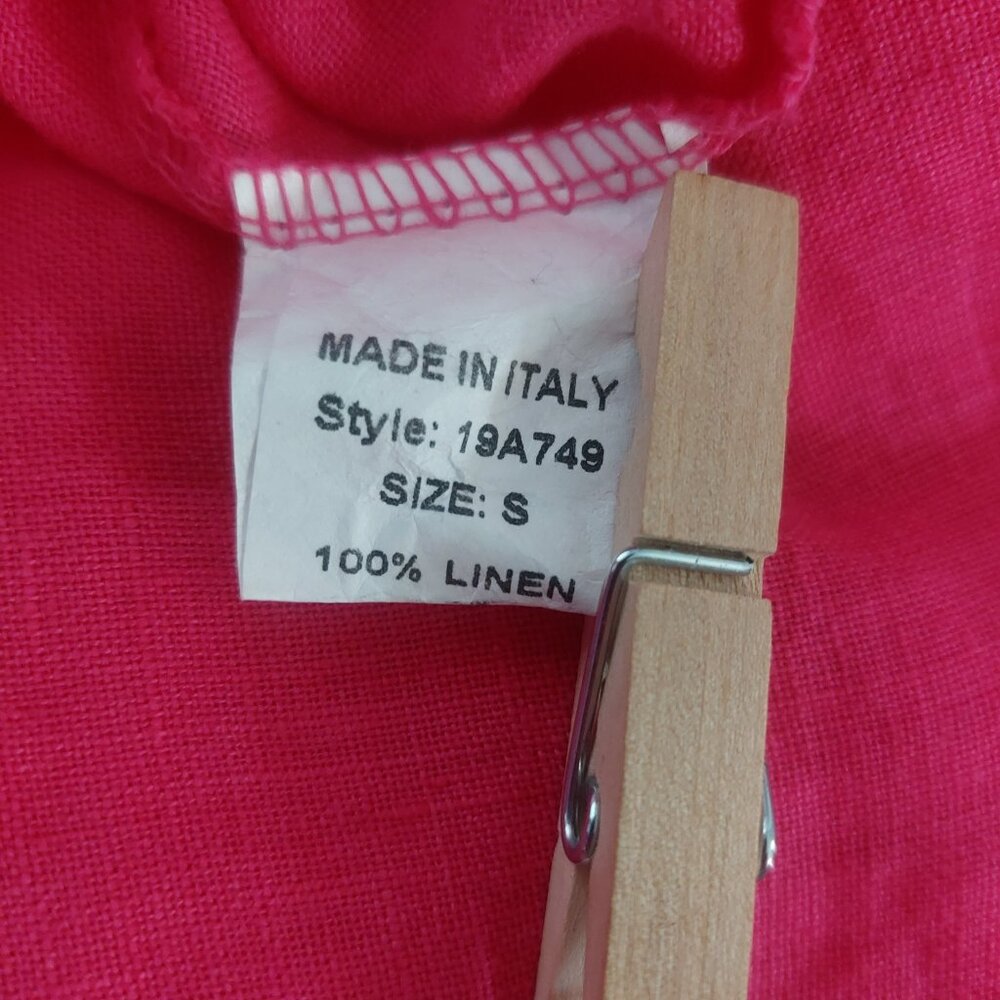 MADE IN ITALY
Style: 19A749
SIZE: S
100% LINEN